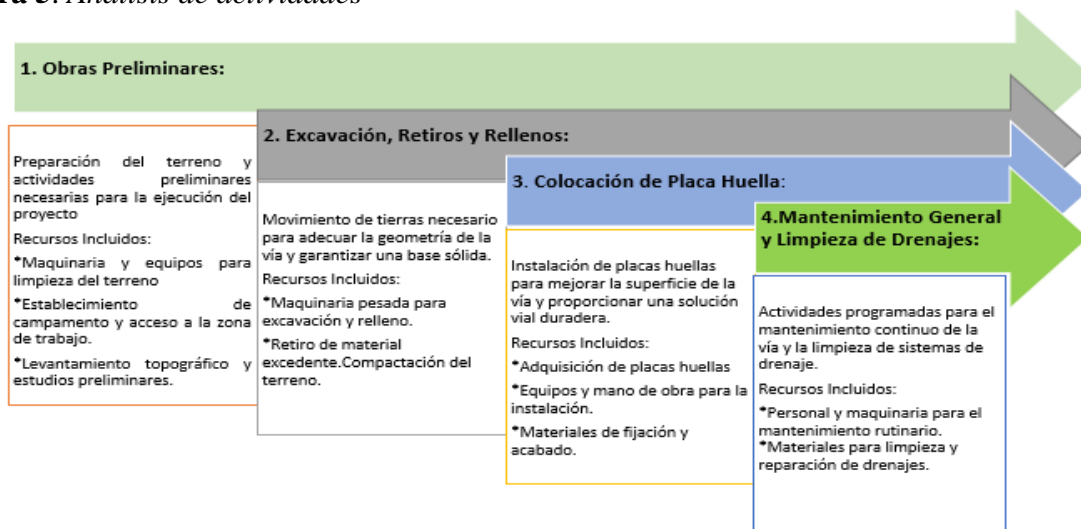 Análisis de actividades
1. Obras Preliminares:
Preparación del terreno y
actividades preliminares
necesarias para la ejecución del
proyecto
Recursos Incluidos:
*Maquinaria y equipos para
limpieza del terreno
*Establecimiento de
campamento y acceso a la zona
de trabajo.
*Levantamiento topográfico y
estudios preliminares.
2. Excavación, Retiros y Rellenos:
Movimiento de tierras necesario
para adecuar la geometría de la
vía y garantizar una base sólida.
Recursos Incluidos:
*Maquinaria pesada para
excavación y relleno.
*Retiro de material
excedente.Compactación del
terreno.
3. Colocación de Placa Huella:
Instalación de placas huellas
para mejorar la superficie de la
vía y proporcionar una solución
vial duradera.
Recursos Incluidos:
*Adquisición de placas huellas
*Equipos y mano de obra para la
instalación.
*Materiales de fijación y
acabado.
4.Mantenimiento General
y Limpieza de Drenajes:
Actividades programadas para el
mantenimiento continuo de la
vía y la limpieza de sistemas de
drenaje.
Recursos Incluidos:
*Personal y maquinaria para el
mantenimiento rutinario.
*Materiales para limpieza y
reparación de drenajes.